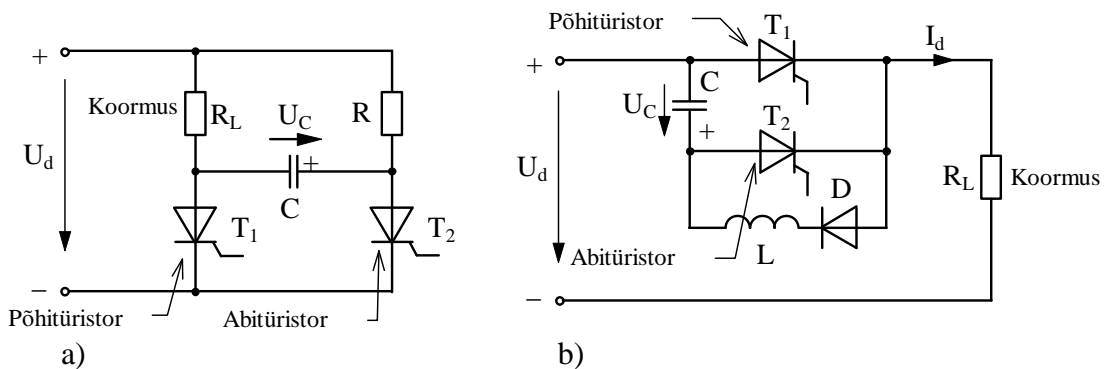 +
Koormus
R_L
U_C
R
+
C
U_d
T_1
T_2
−
Põhitüristor
Abitüristor
a)
Põhitüristor
T_1
I_d
+
C
U_C
+
T_2
U_d
D
R_L
Koormus
Abitüristor
L
−
b)